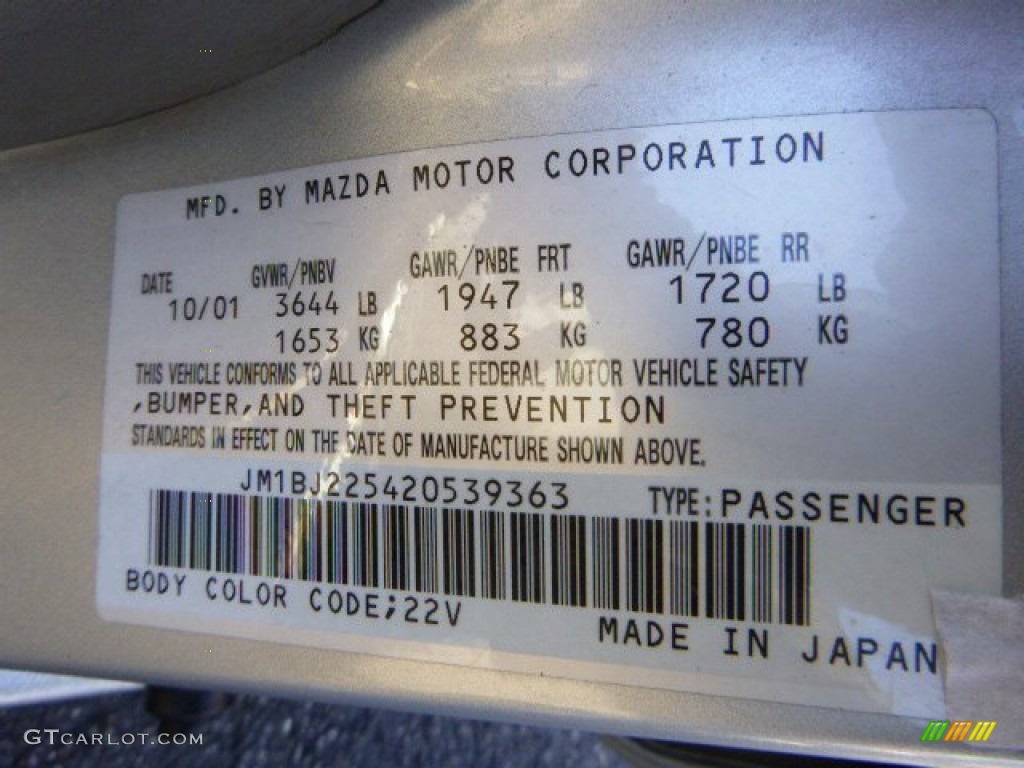 MFD. BY MAZDA MOTOR CORPORATION
DATE GVWR/PNBV GAWR/PNBE FRT GAWR/PNBE RR
10/01 3644 LB 1947 LB 1720 LB
1653 KG 883 KG 780 KG
THIS VEHICLE CONFORMS TO ALL APPLICABLE FEDERAL MOTOR VEHICLE SAFETY
,BUMPER,AND THEFT PREVENTION
STANDARDS IN EFFECT ON THE DATE OF MANUFACTURE SHOWN ABOVE.
JM1BJ225420539363 TYPE:PASSENGER
BODY COLOR CODE;22V
MADE IN JAPAN
GTCARLOT.COM